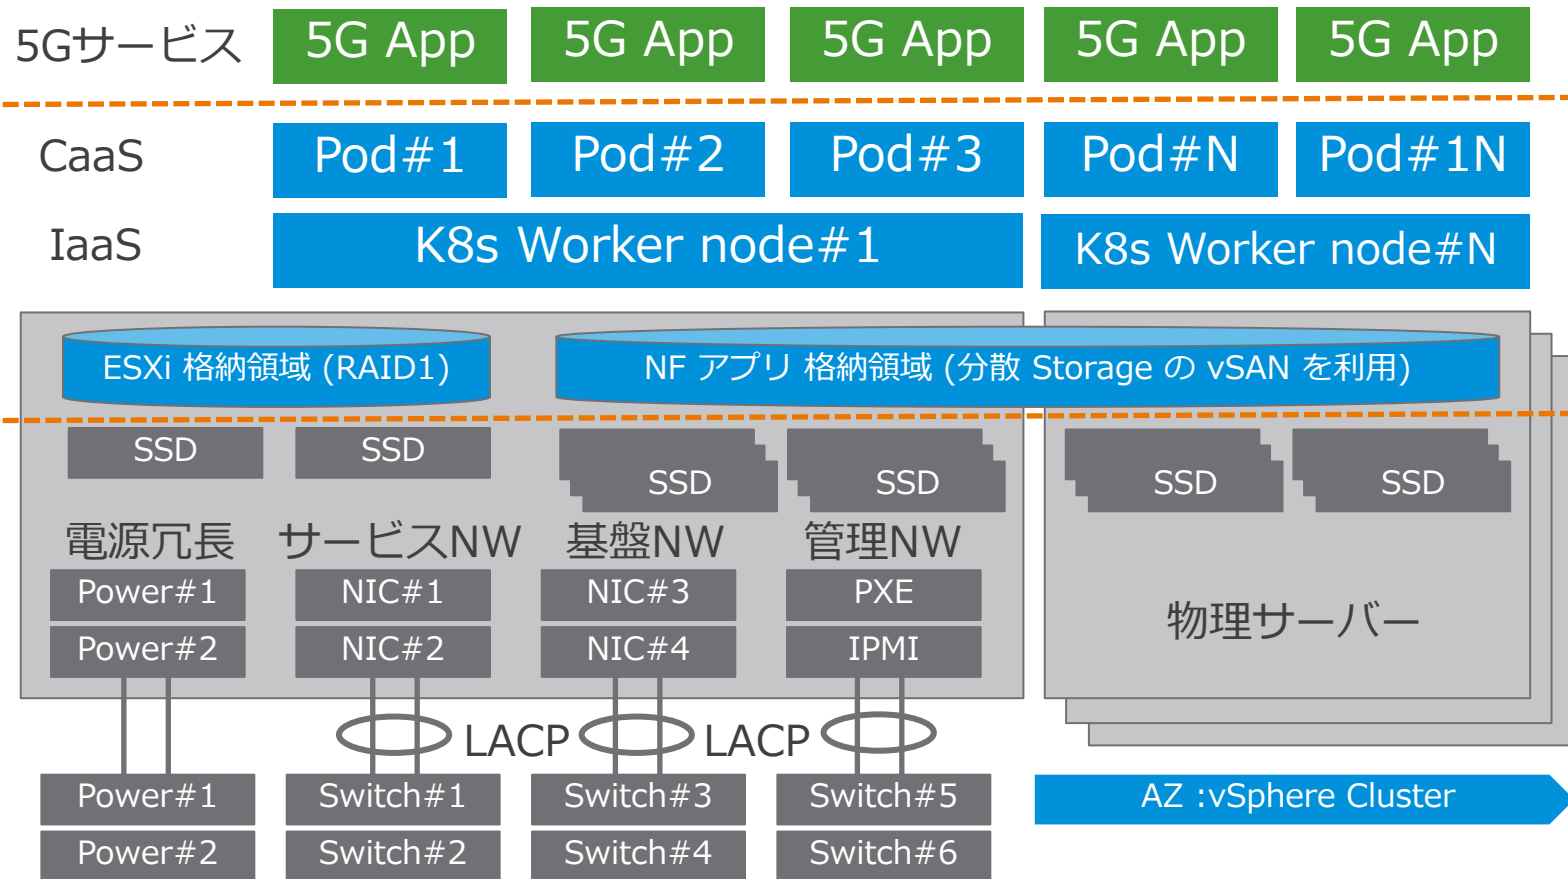 5Gサービス
5G App
5G App
5G App
5G App
5G App
CaaS
Pod#1
Pod#2
Pod#3
Pod#N
Pod#1N
IaaS
K8s Worker node#1
K8s Worker node#N
ESXi 格納領域 (RAID1)
NF アプリ 格納領域 (分散 Storage の vSAN を利用)
SSD
SSD
SSD
SSD
SSD
SSD
電源冗長
サービスNW
基盤NW
管理NW
Power#1
NIC#1
NIC#3
PXE
Power#2
NIC#2
NIC#4
IPMI
物理サーバー
LACP
LACP
Power#1
Switch#1
Switch#3
Switch#5
AZ :vSphere Cluster
Power#2
Switch#2
Switch#4
Switch#6